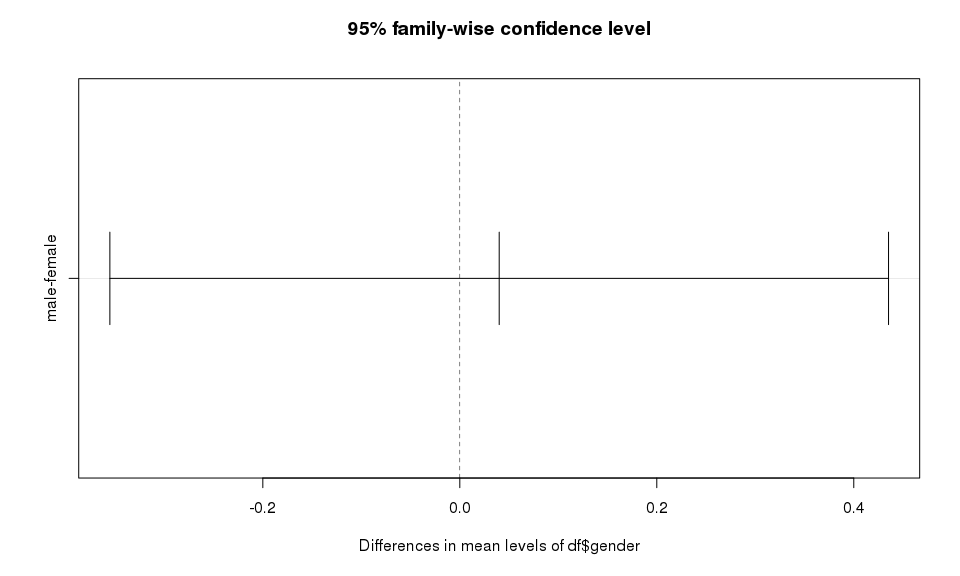 95% family-wise confidence level
male-female
-0.2 0.0 0.2 0.4
Differences in mean levels of df$gender